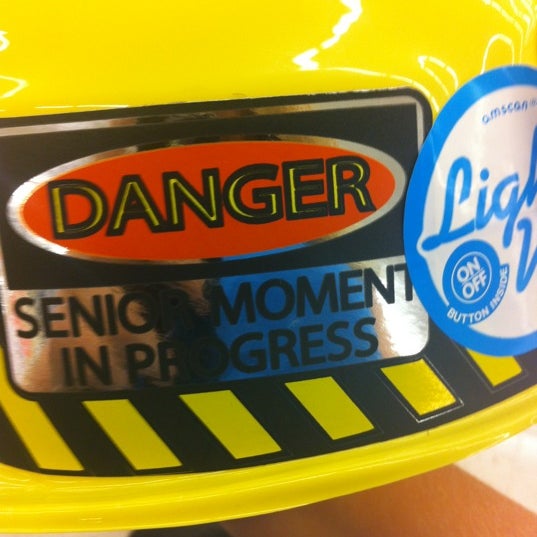 DANGER
SENIOR MOMENT
IN PROGRESS
amscan
ON
OFF
BUTTON INSIDE